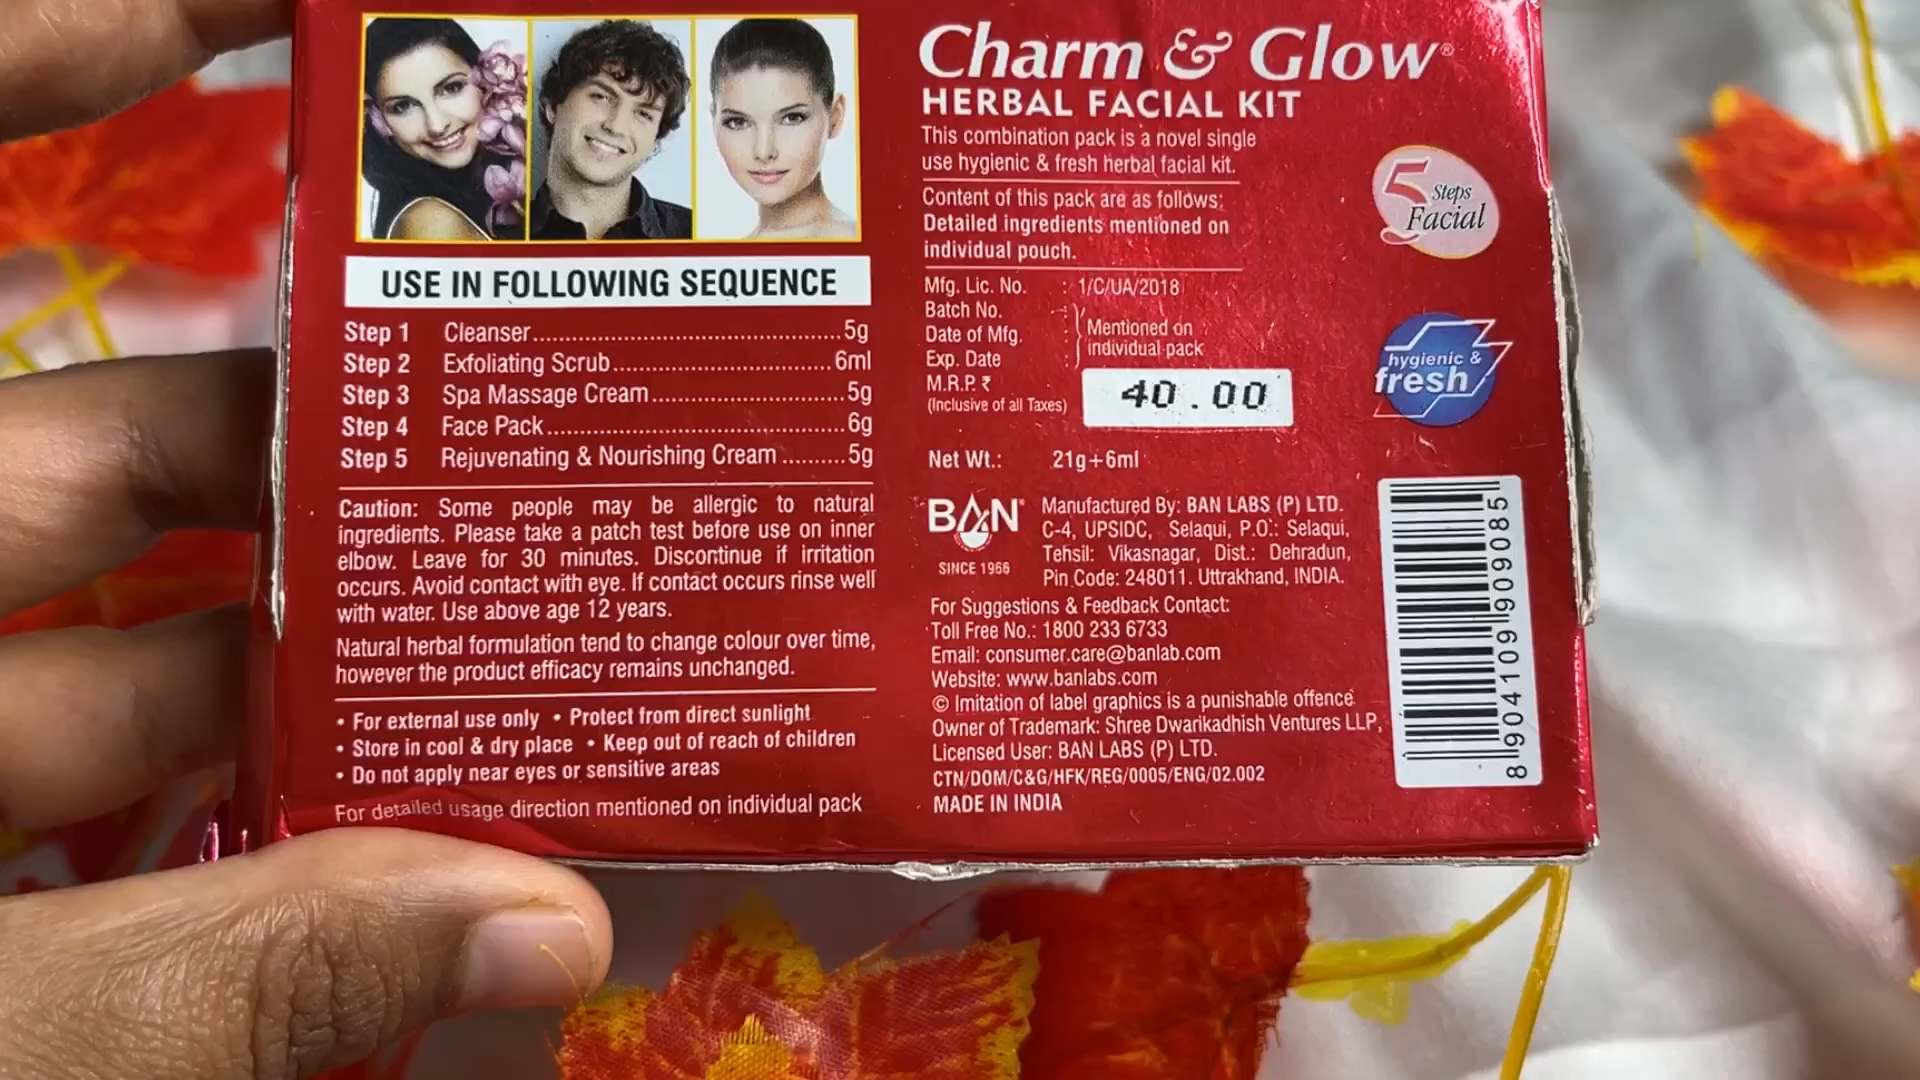 USE IN FOLLOWING SEQUENCE
Step 1 Cleanser....................................................5g
Step 2 Exfoliating Scrub....................................6ml
Step 3 Spa Massage Cream................................5g
Step 4 Face Pack..................................................6g
Step 5 Rejuvenating & Nourishing Cream..........5g
Caution: Some people may be allergic to natural
ingredients. Please take a patch test before use on inner
elbow. Leave for 30 minutes. Discontinue if irritation
occurs. Avoid contact with eye. If contact occurs rinse well
with water. Use above age 12 years.
Natural herbal formulation tend to change colour over time,
however the product efficacy remains unchanged.
• For external use only • Protect from direct sunlight
• Store in cool & dry place • Keep out of reach of children
• Do not apply near eyes or sensitive areas
For detailed usage direction mentioned on individual pack
Charm & Glow®
HERBAL FACIAL KIT
This combination pack is a novel single
use hygienic & fresh herbal facial kit.
Content of this pack are as follows:
Detailed ingredients mentioned on
individual pouch.
Mfg. Lic. No. : 1/C/UA/2018
Batch No. :
Date of Mfg. : Mentioned on
Exp. Date : individual pack
M.R.P. ₹
(Inclusive of all Taxes) 40.00
Net Wt.: 21g+6ml
BAN®
SINCE 1966
Manufactured By: BAN LABS (P) LTD.
C-4, UPSIDC, Selaqui, P.O.: Selaqui,
Tehsil: Vikasnagar, Dist.: Dehradun,
Pin Code: 248011. Uttrakhand, INDIA.
For Suggestions & Feedback Contact:
Toll Free No.: 1800 233 6733
Email: consumer.care@banlab.com
Website: www.banlabs.com
© Imitation of label graphics is a punishable offence
Owner of Trademark: Shree Dwarikadhish Ventures LLP,
Licensed User: BAN LABS (P) LTD.
CTN/DOM/C&G/HFK/REG/0005/ENG/02.002
MADE IN INDIA
5 Steps
Facial
hygienic &
fresh
8 904109 909085